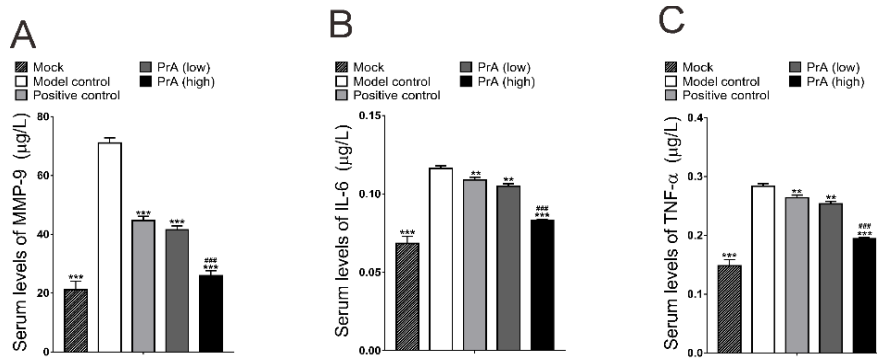 A
Mock
Model control
Positive control
PrA (low)
PrA (high)
Serum levels of MMP-9 (μg/L)
80
60
40
20
0
***
***
***
###
***
B
Mock
Model control
Positive control
PrA (low)
PrA (high)
Serum levels of IL-6 (μg/L)
0.15
0.10
0.05
0.00
***
**
**
###
***
C
Mock
Model control
Positive control
PrA (low)
PrA (high)
Serum levels of TNF-α (μg/L)
0.4
0.3
0.2
0.1
0.0
***
**
**
###
***